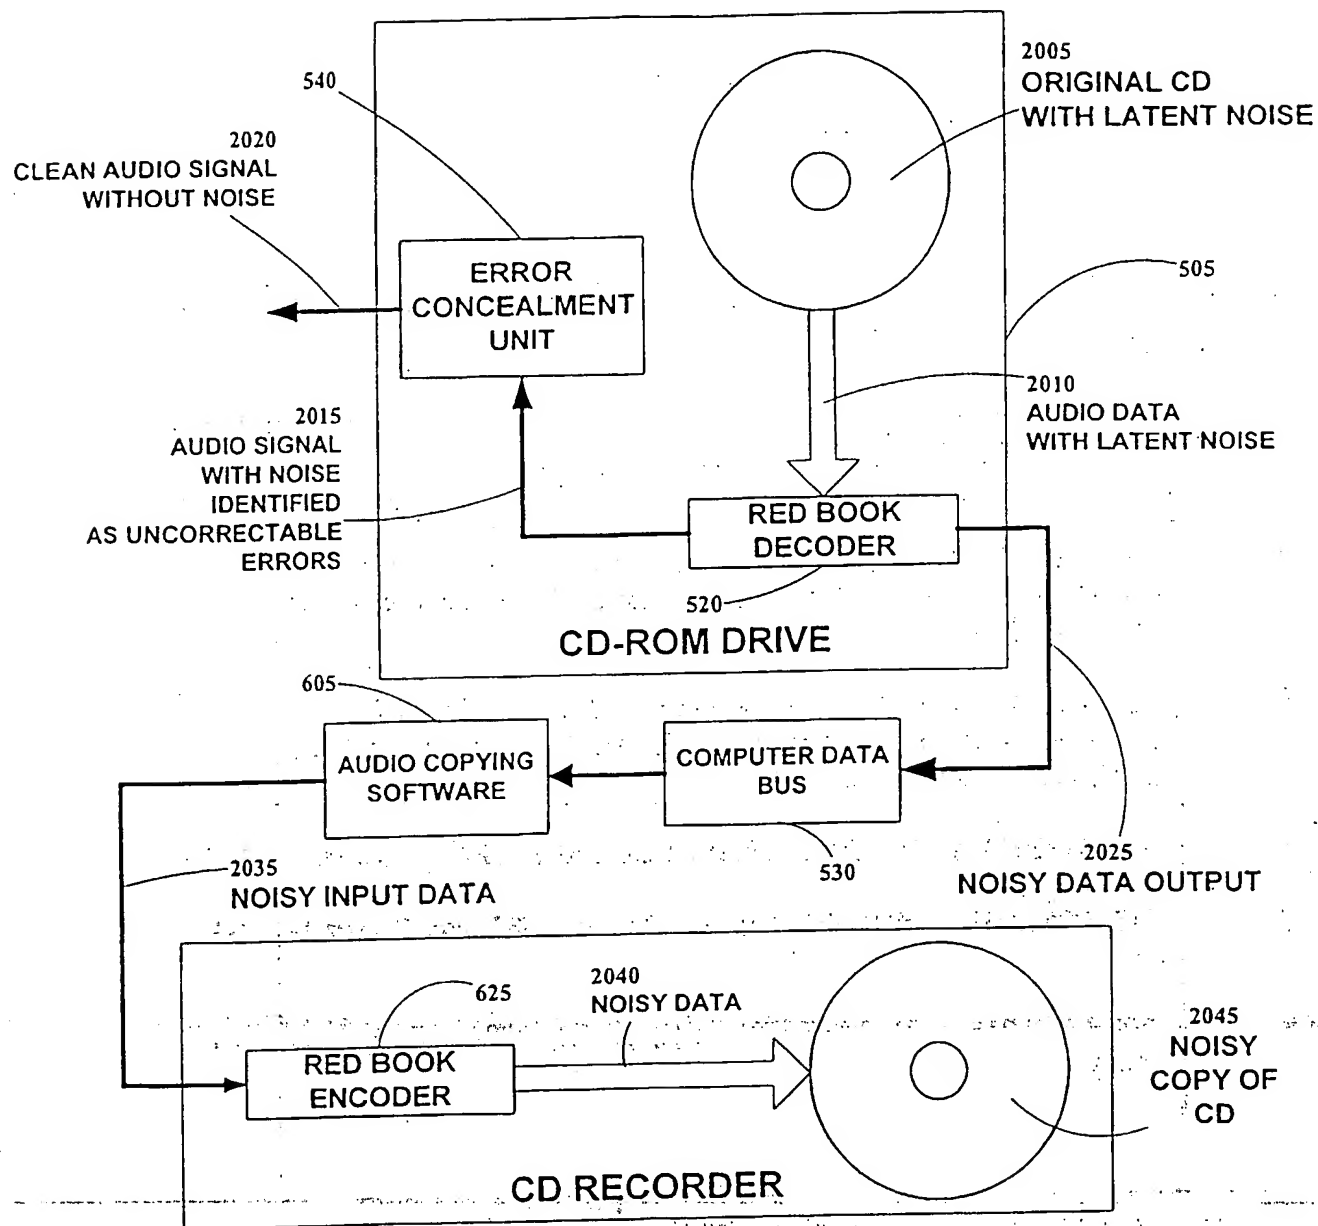 2005
ORIGINAL CD
WITH LATENT NOISE
540
2020
CLEAN AUDIO SIGNAL
WITHOUT NOISE
ERROR
CONCEALMENT
UNIT
505
2010
AUDIO DATA
WITH LATENT NOISE
2015
AUDIO SIGNAL
WITH NOISE
IDENTIFIED
AS UNCORRECTABLE
ERRORS
RED BOOK
DECODER
520
CD-ROM DRIVE
605
AUDIO COPYING
SOFTWARE
COMPUTER DATA
BUS
530
2025
NOISY DATA OUTPUT
2035
NOISY INPUT DATA
625
2040
NOISY DATA
RED BOOK
ENCODER
2045
NOISY
COPY OF
CD
CD RECORDER